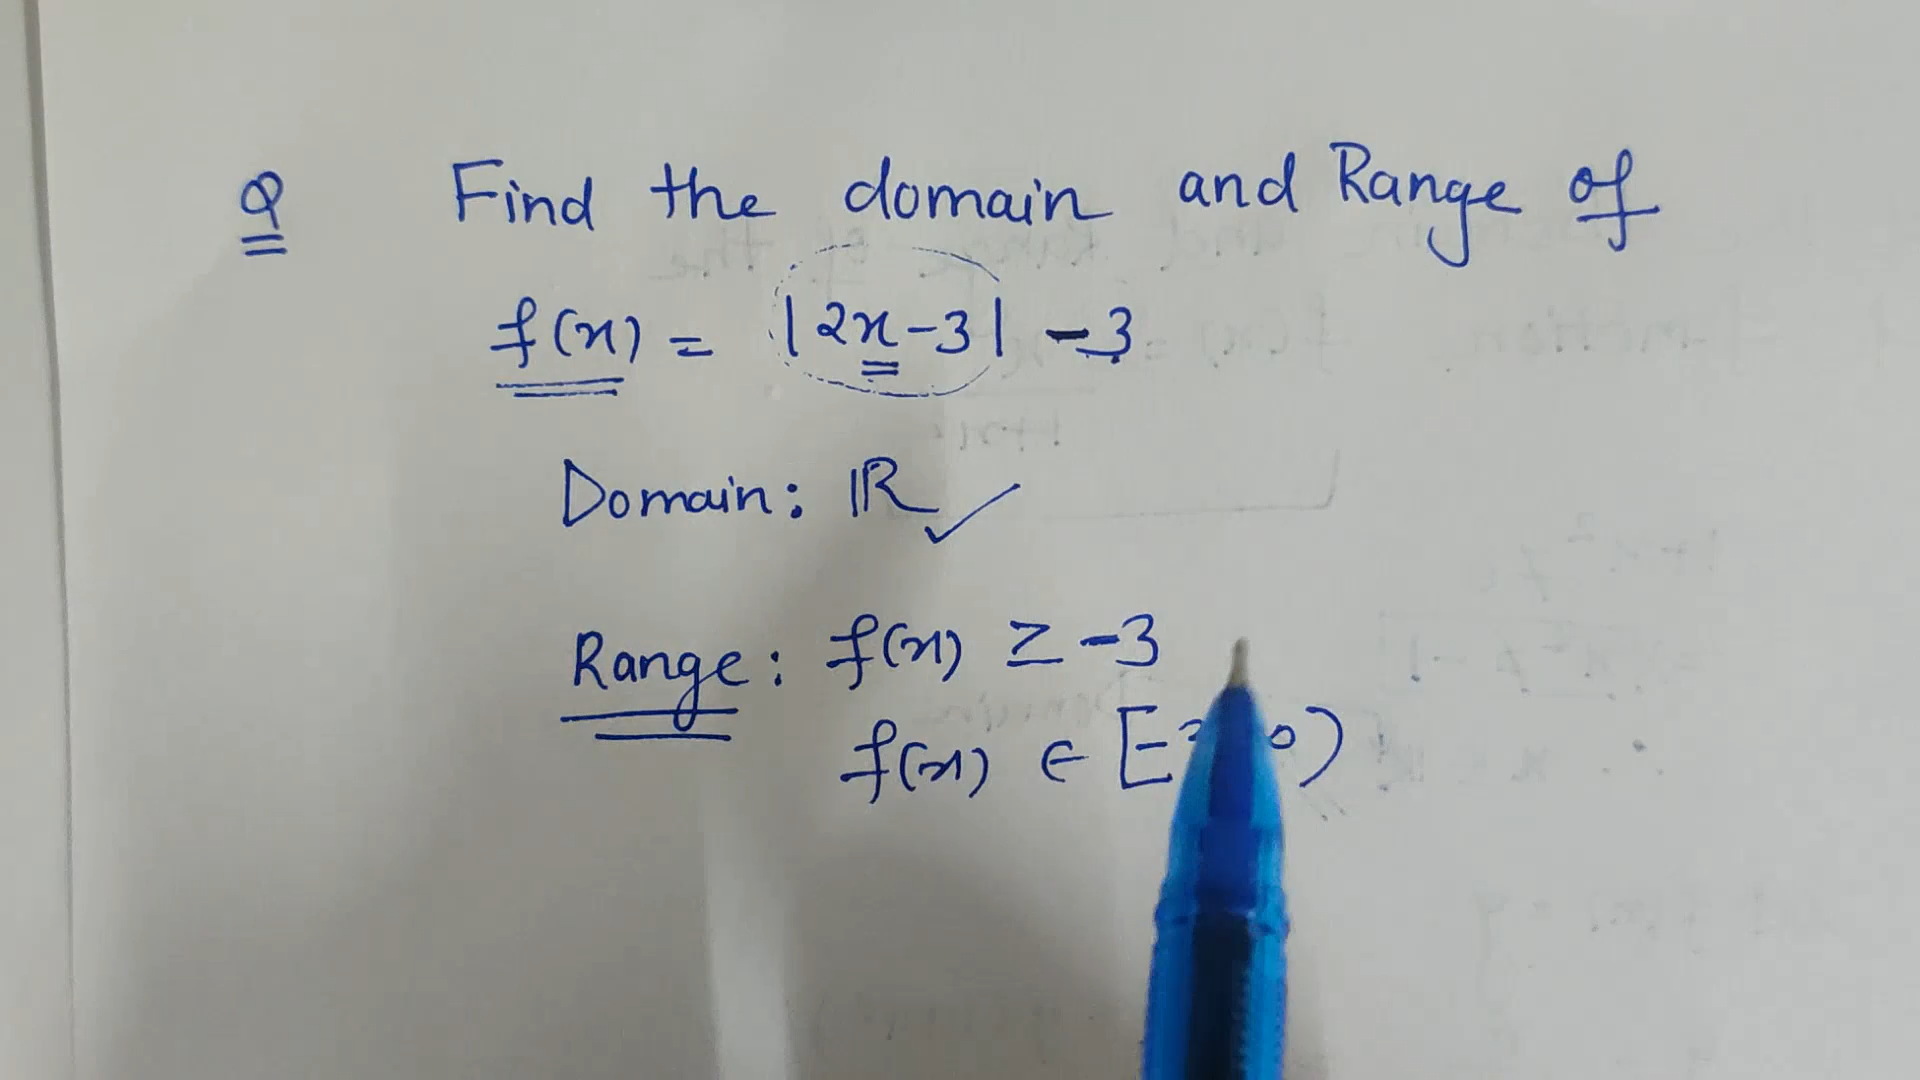 Q Find the domain and Range of
f(x) = |2x-3| -3
Domain: ℝ ✓
Range: f(x) ≥ -3
f(x) ∈ [-